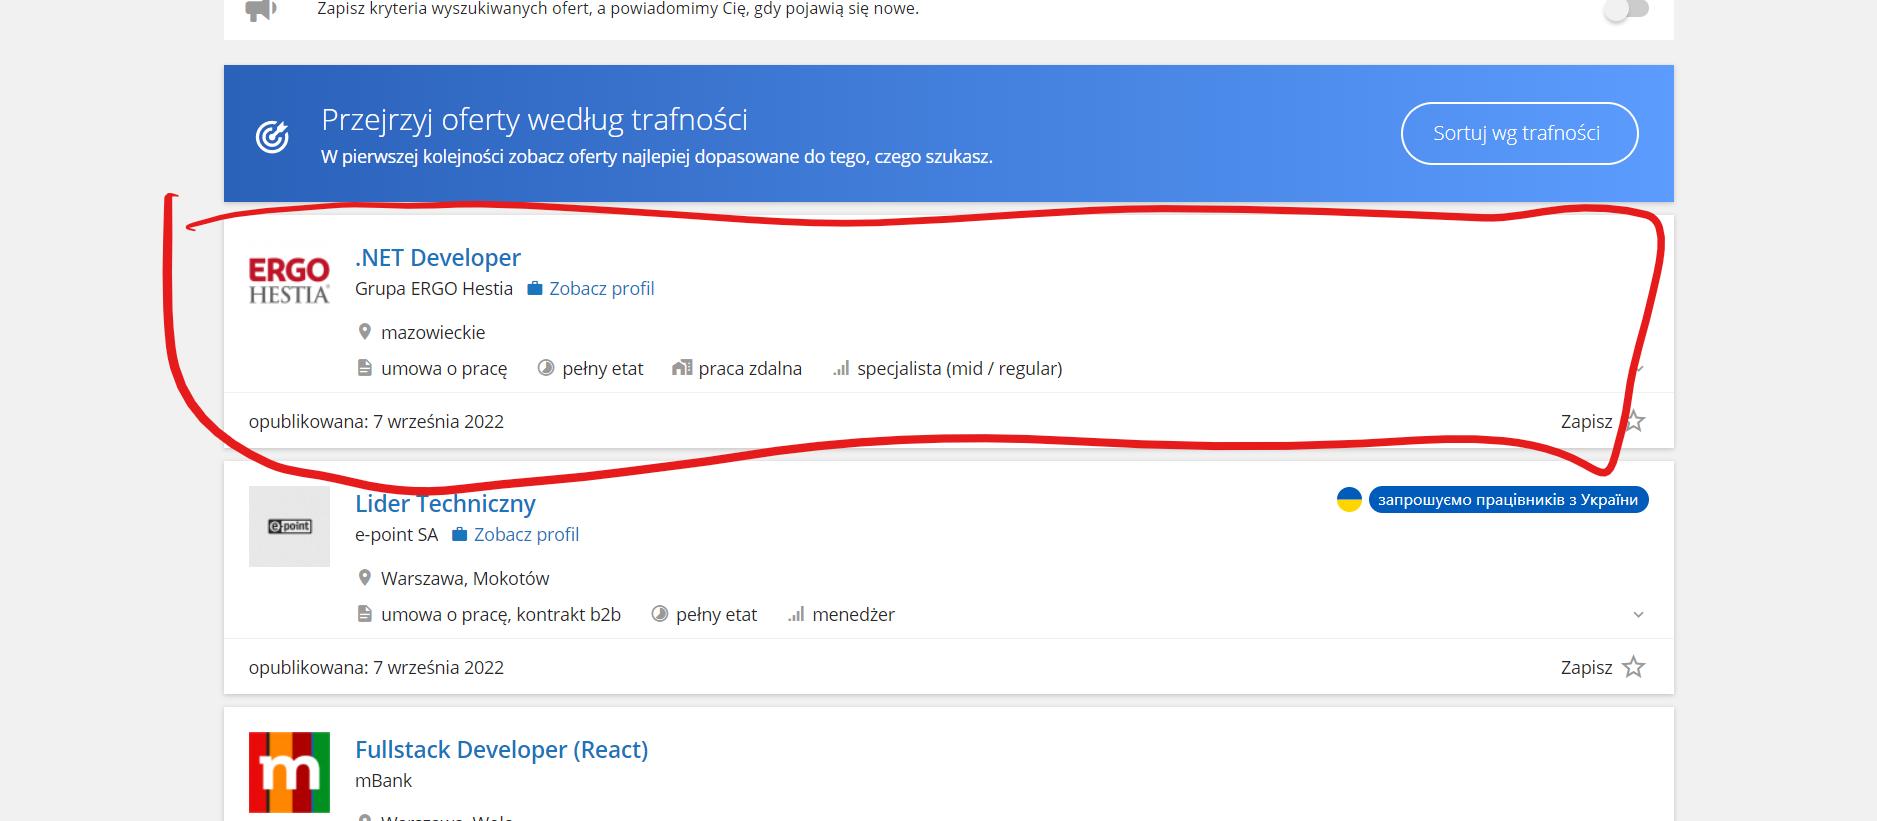 Zapisz kryteria wyszukiwanych ofert, a powiadomimy Cię, gdy pojawią się nowe.
Przejrzyj oferty według trafności
W pierwszej kolejności zobacz oferty najlepiej dopasowane do tego, czego szukasz.
Sortuj wg trafności
ERGO
HESTIA
.NET Developer
Grupa ERGO Hestia Zobacz profil
mazowieckie
umowa o pracę pełny etat praca zdalna specjalista (mid / regular)
opublikowana: 7 września 2022 Zapisz
e-point
Lider Techniczny
запрошуємо працівників з України
e-point SA Zobacz profil
Warszawa, Mokotów
umowa o pracę, kontrakt b2b pełny etat menedżer
opublikowana: 7 września 2022 Zapisz
m
Fullstack Developer (React)
mBank
Warszawa, Wola